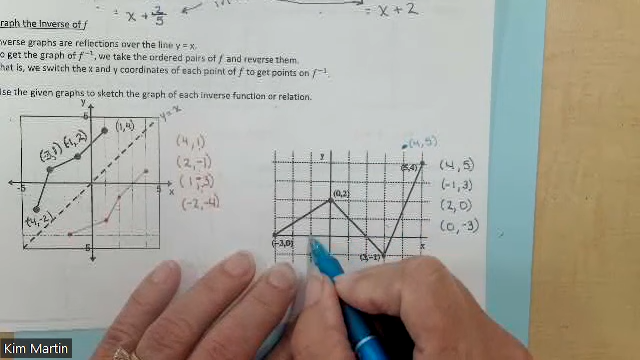 = x + 2/5
= x + 2
raph the Inverse of f
nverse graphs are reflections over the line y = x.
o get the graph of f⁻¹, we take the ordered pairs of f and reverse them.
hat is, we switch the x and y coordinates of each point of f to get points on f⁻¹.
se the given graphs to sketch the graph of each inverse function or relation.
y
5
y = x
(1,4)
(-1, 2)
(-3,1)
(-4,-2)
-5
5
x
5
(4, 1)
(2, -1)
(1, -3)
(-2, -4)
y
(4,5)
(5,4)
(0,2)
(-3,0)
(3,-1)
x
(4, 5)
(-1, 3)
(2, 0)
(0, -3)
Kim Martin